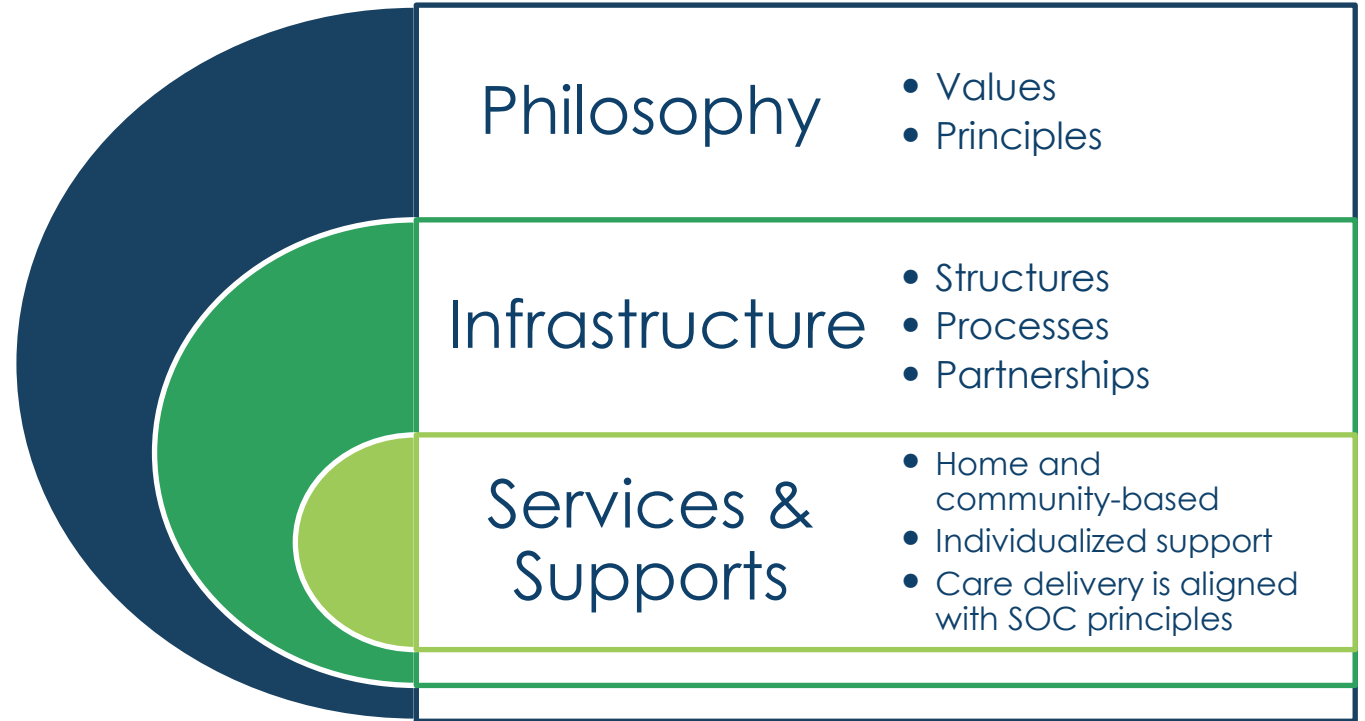 Philosophy
• Values
• Principles
Infrastructure
• Structures
• Processes
• Partnerships
Services &
Supports
• Home and
community-based
• Individualized support
• Care delivery is aligned
with SOC principles